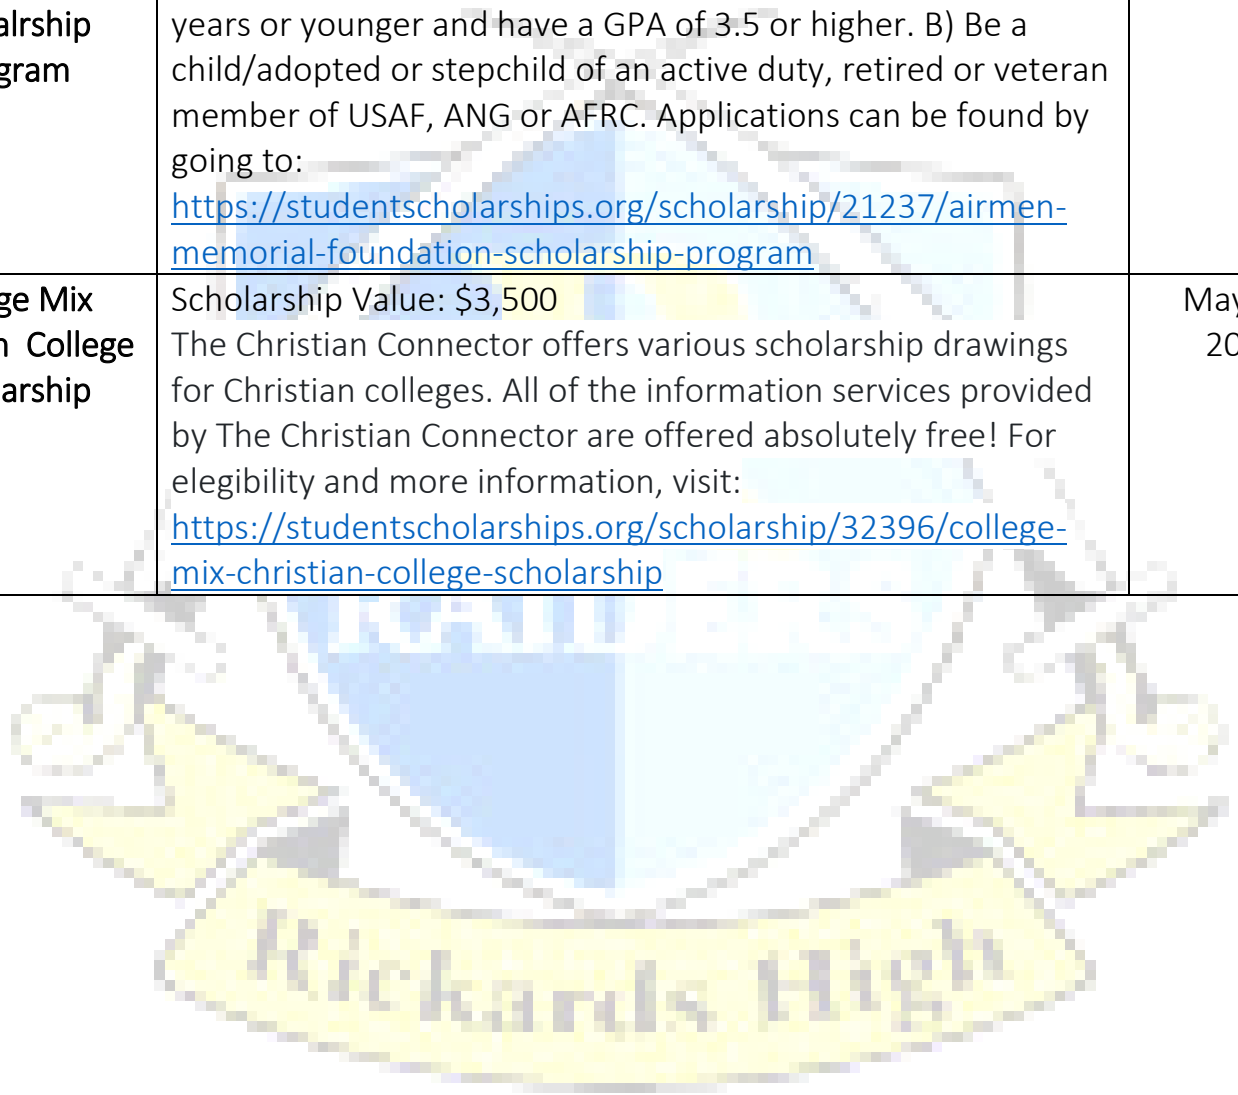 alrship
gram
years or younger and have a GPA of 3.5 or higher. B) Be a
child/adopted or stepchild of an active duty, retired or veteran
member of USAF, ANG or AFRC. Applications can be found by
going to:
https://studentscholarships.org/scholarship/21237/airmen-
memorial-foundation-scholarship-program
ge Mix
n College
arship
Scholarship Value: $3,500
The Christian Connector offers various scholarship drawings
for Christian colleges. All of the information services provided
by The Christian Connector are offered absolutely free! For
elegibility and more information, visit:
https://studentscholarships.org/scholarship/32396/college-
mix-christian-college-scholarship
May
20
RAIDERS
Rickards High